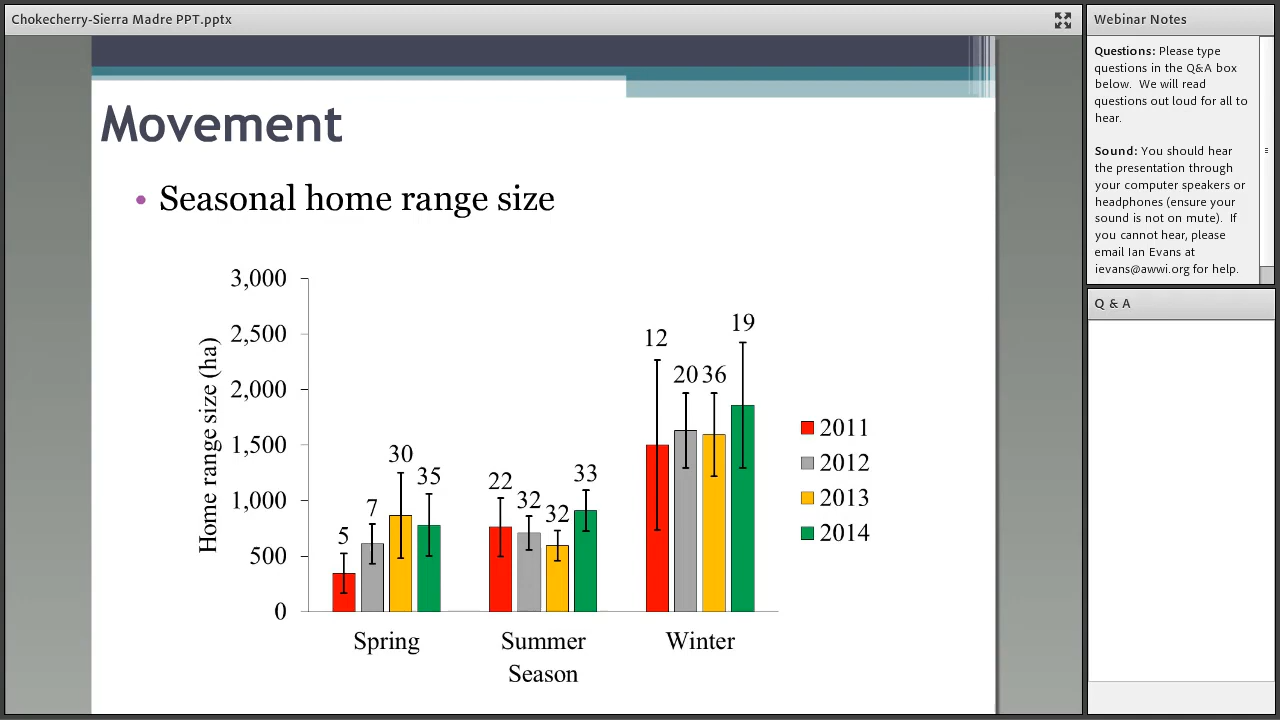 Chokecherry-Sierra Madre PPT.pptx
Movement
• Seasonal home range size
Home range size (ha)
3,000
2,500
2,000
1,500
1,000
500
0
5
7
30
35
22
32
32
33
12
20
36
19
Spring
Summer
Winter
Season
2011
2012
2013
2014
Webinar Notes
Questions: Please type
questions in the Q&A box
below. We will read
questions out loud for all to
hear.
Sound: You should hear
the presentation through
your computer speakers or
headphones (ensure your
sound is not on mute). If
you cannot hear, please
email Ian Evans at
ievans@awwi.org for help.
Q & A